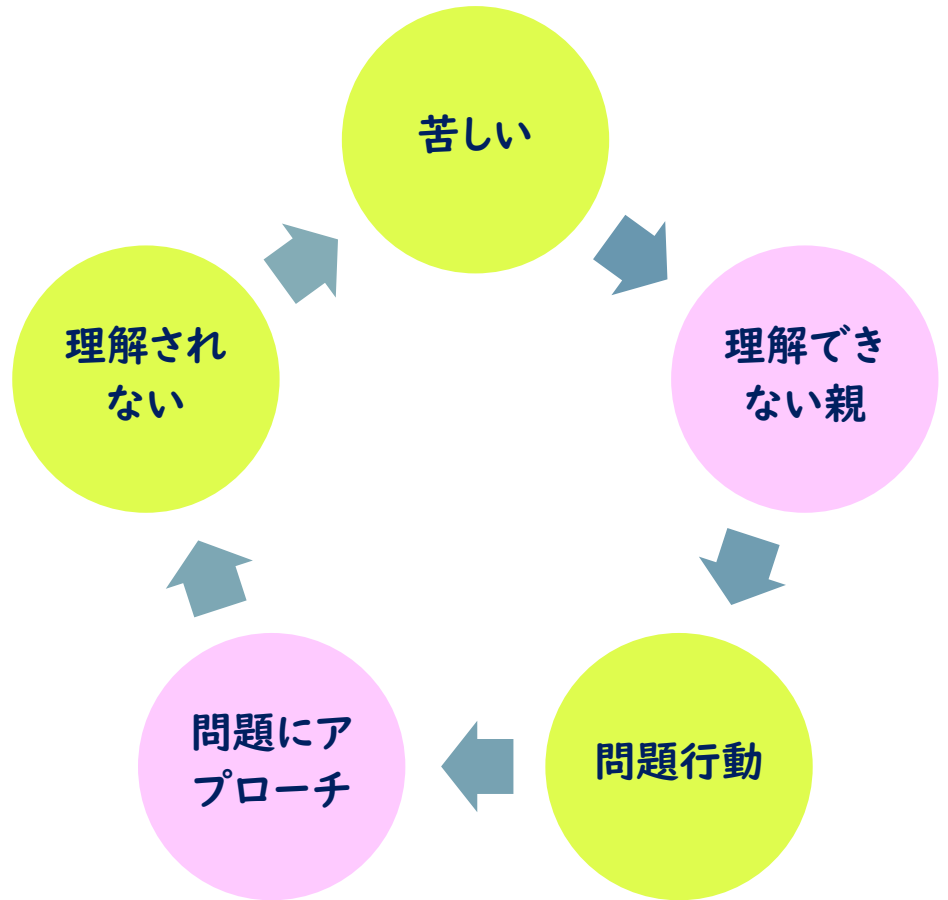 苦しい
理解でき
ない親
問題行動
問題にア
プローチ
理解され
ない